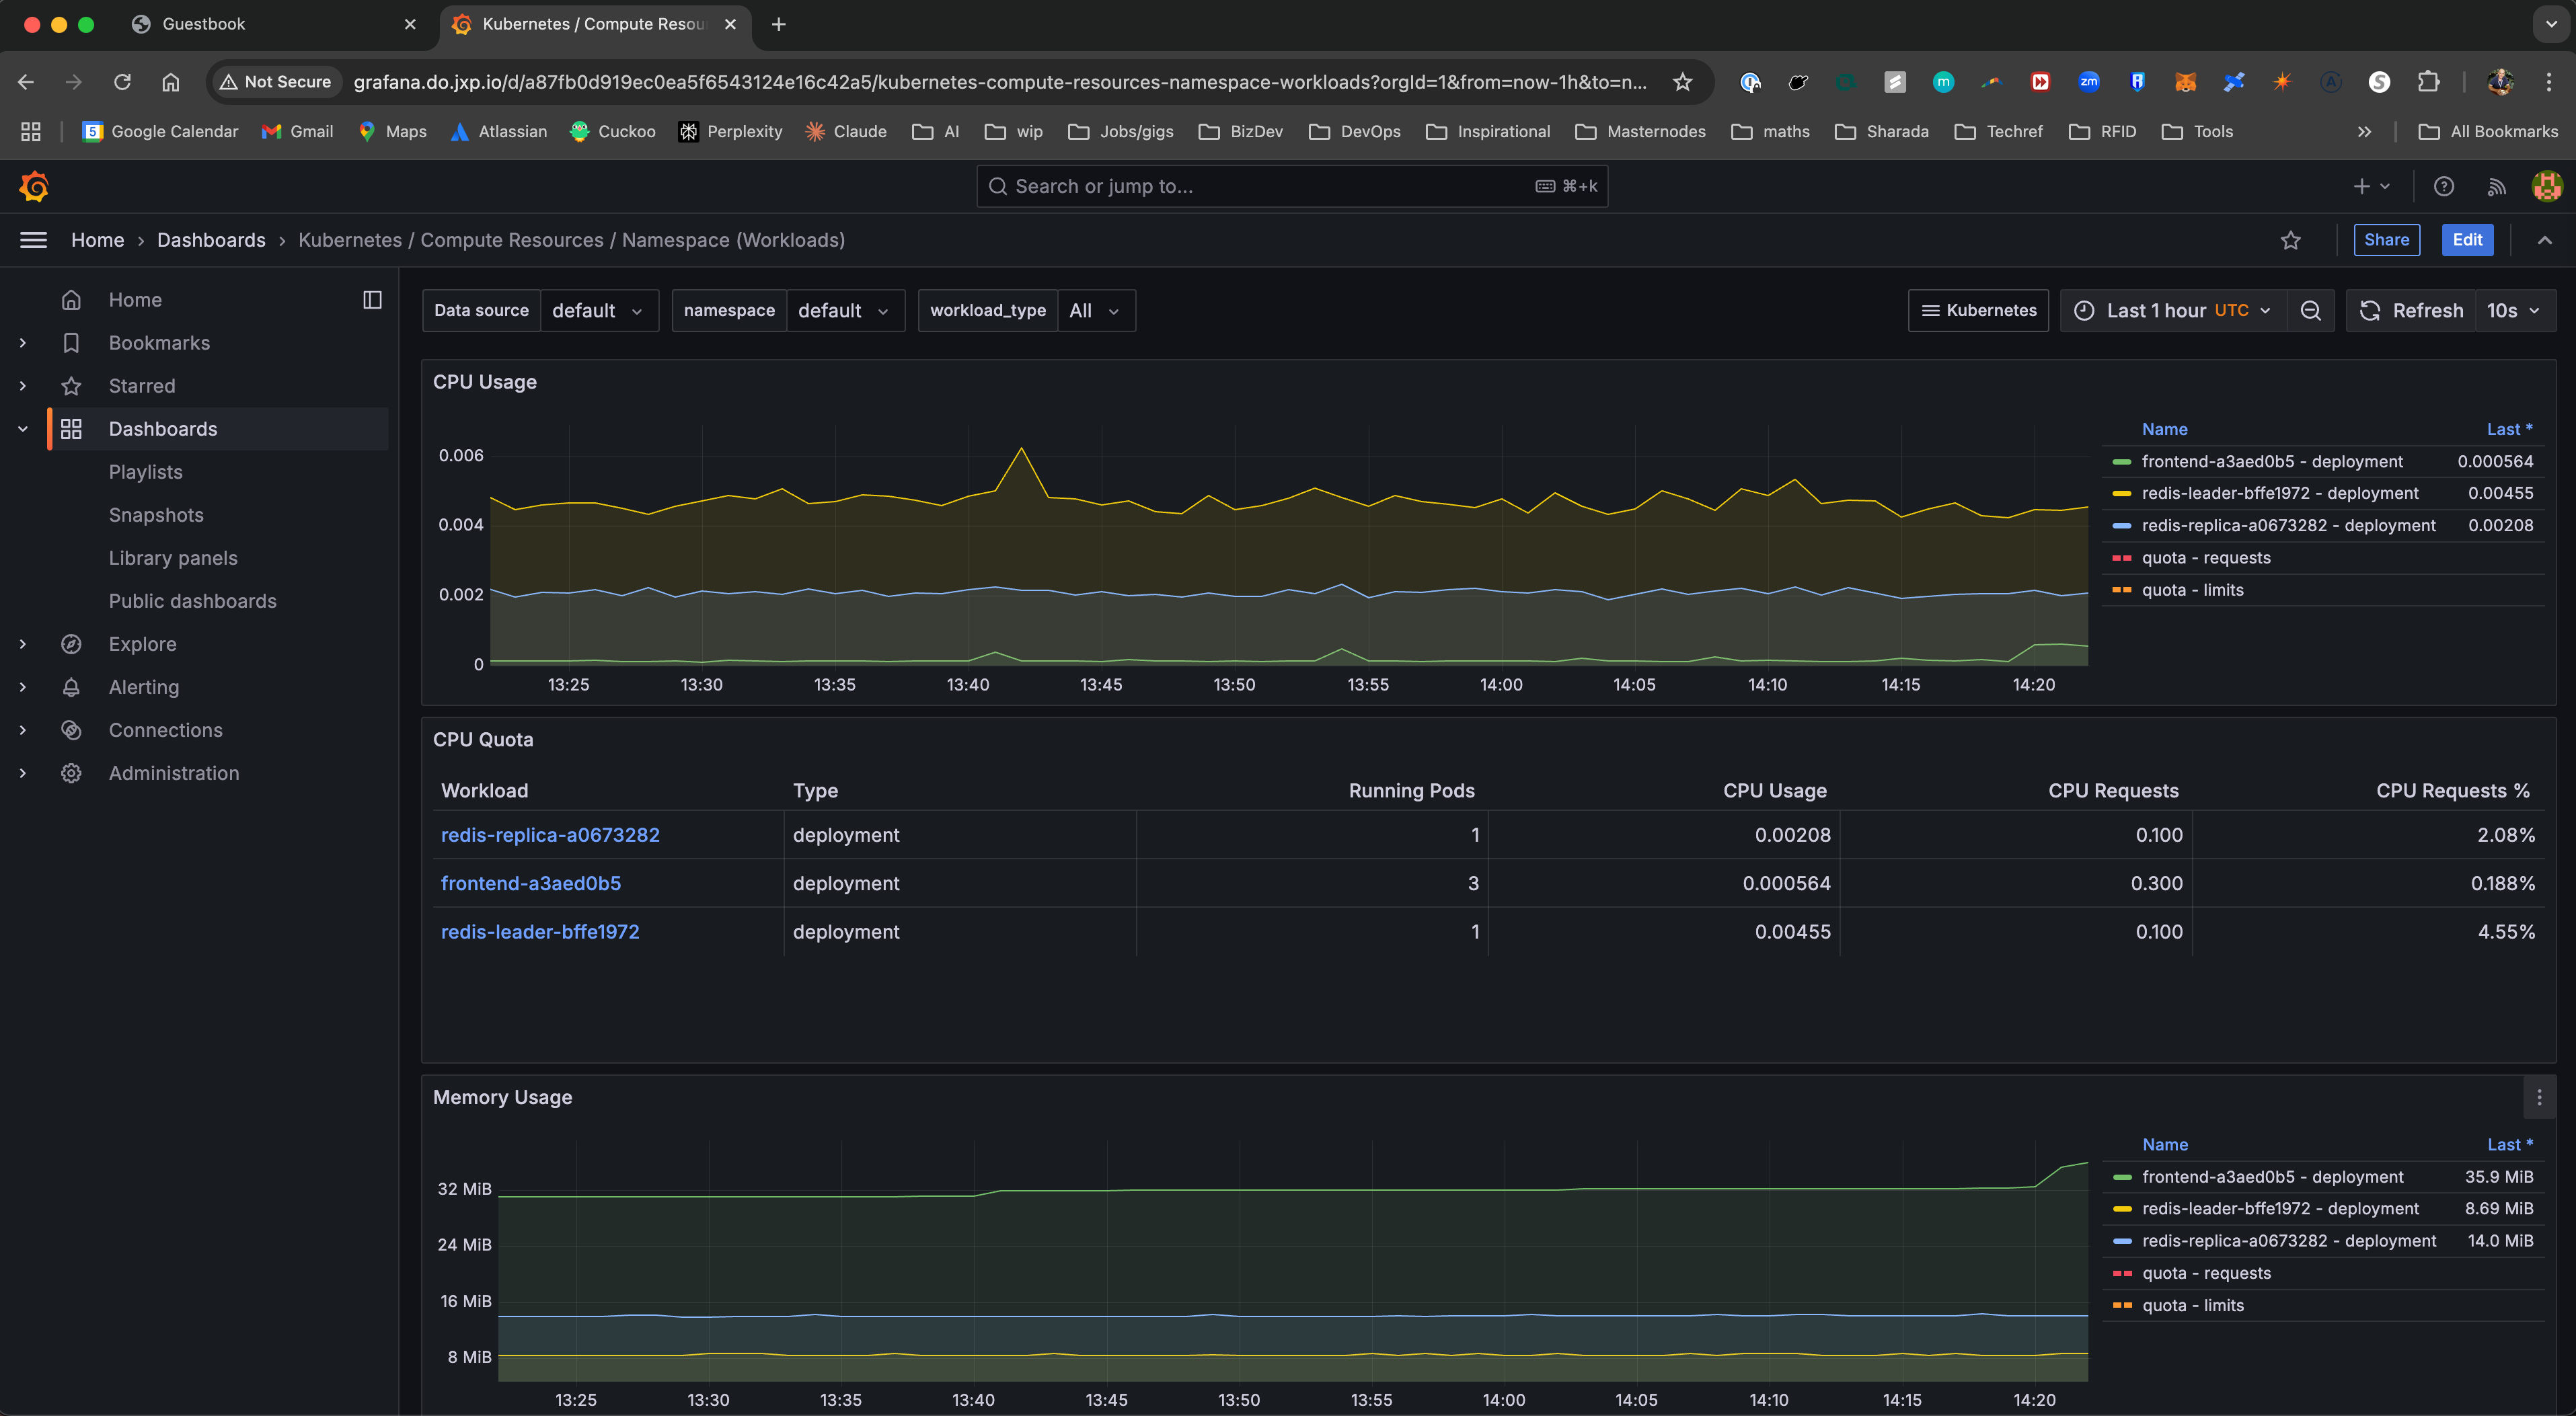 Guestbook
Kubernetes / Compute Resou
Not Secure
grafana.do.jxp.io/d/a87fb0d919ec0ea5f6543124e16c42a5/kubernetes-compute-resources-namespace-workloads?orgId=1&from=now-1h&to=n...
Google Calendar Gmail Maps Atlassian Cuckoo Perplexity Claude AI wip Jobs/gigs BizDev DevOps Inspirational Masternodes maths Sharada Techref RFID Tools » All Bookmarks
Search or jump to... ⌘+k
Home › Dashboards › Kubernetes / Compute Resources / Namespace (Workloads)
Share Edit
Home
Bookmarks
Starred
Dashboards
Playlists
Snapshots
Library panels
Public dashboards
Explore
Alerting
Connections
Administration
Data source default namespace default workload_type All
Kubernetes Last 1 hour UTC Refresh 10s
CPU Usage
0.006
0.004
0.002
0
13:25 13:30 13:35 13:40 13:45 13:50 13:55 14:00 14:05 14:10 14:15 14:20
Name Last *
frontend-a3aed0b5 - deployment 0.000564
redis-leader-bffe1972 - deployment 0.00455
redis-replica-a0673282 - deployment 0.00208
quota - requests
quota - limits
CPU Quota
Workload Type Running Pods CPU Usage CPU Requests CPU Requests %
redis-replica-a0673282 deployment 1 0.00208 0.100 2.08%
frontend-a3aed0b5 deployment 3 0.000564 0.300 0.188%
redis-leader-bffe1972 deployment 1 0.00455 0.100 4.55%
Memory Usage
32 MiB
24 MiB
16 MiB
8 MiB
13:25 13:30 13:35 13:40 13:45 13:50 13:55 14:00 14:05 14:10 14:15 14:20
Name Last *
frontend-a3aed0b5 - deployment 35.9 MiB
redis-leader-bffe1972 - deployment 8.69 MiB
redis-replica-a0673282 - deployment 14.0 MiB
quota - requests
quota - limits